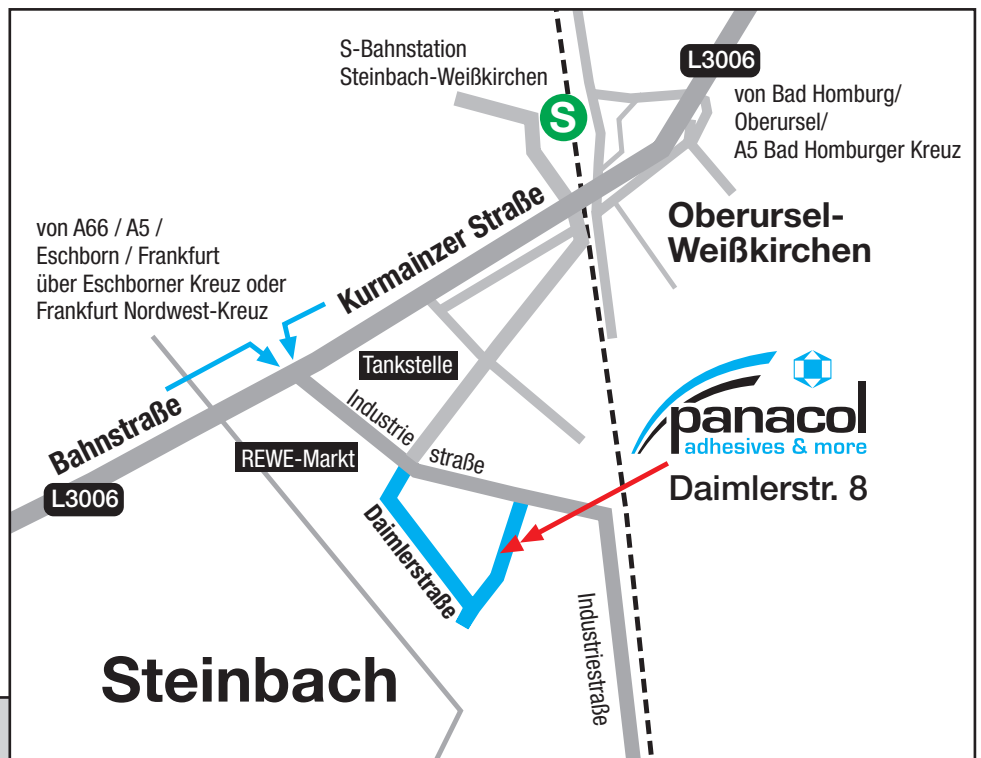 S-Bahnstation
Steinbach-Weißkirchen
S
L3006
von Bad Homburg/
Oberursel/
A5 Bad Homburger Kreuz
von A66 / A5 /
Eschborn / Frankfurt
über Eschborner Kreuz oder
Frankfurt Nordwest-Kreuz
Kurmainzer Straße
Oberursel-
Weißkirchen
Tankstelle
Bahnstraße
Industrie
straße
REWE-Markt
L3006
panacol
adhesives & more
Daimlerstr. 8
Daimlerstraße
Industriestraße
Steinbach